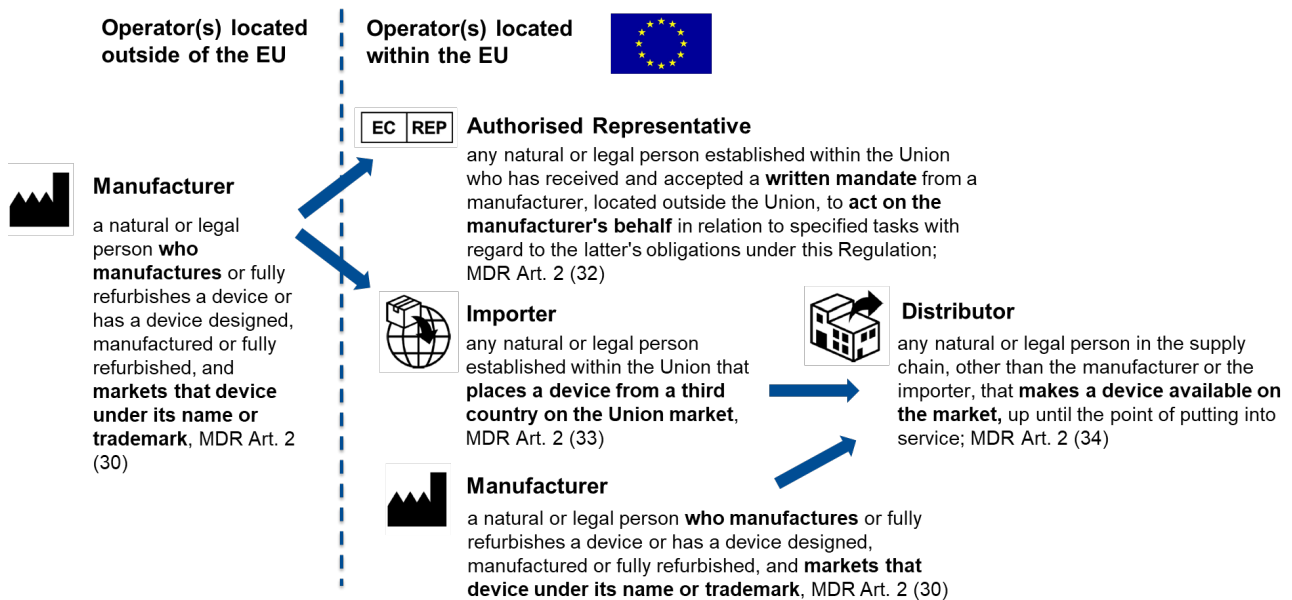 Operator(s) located
outside of the EU
Operator(s) located
within the EU
Manufacturer
a natural or legal
person who
manufactures or fully
refurbishes a device or
has a device designed,
manufactured or fully
refurbished, and
markets that device
under its name or
trademark, MDR Art. 2
(30)
EC REP
Authorised Representative
any natural or legal person established within the Union
who has received and accepted a written mandate from a
manufacturer, located outside the Union, to act on the
manufacturer's behalf in relation to specified tasks with
regard to the latter's obligations under this Regulation;
MDR Art. 2 (32)
Importer
any natural or legal person
established within the Union that
places a device from a third
country on the Union market,
MDR Art. 2 (33)
Distributor
any natural or legal person in the supply
chain, other than the manufacturer or the
importer, that makes a device available on
the market, up until the point of putting into
service; MDR Art. 2 (34)
Manufacturer
a natural or legal person who manufactures or fully
refurbishes a device or has a device designed,
manufactured or fully refurbished, and markets that
device under its name or trademark, MDR Art. 2 (30)